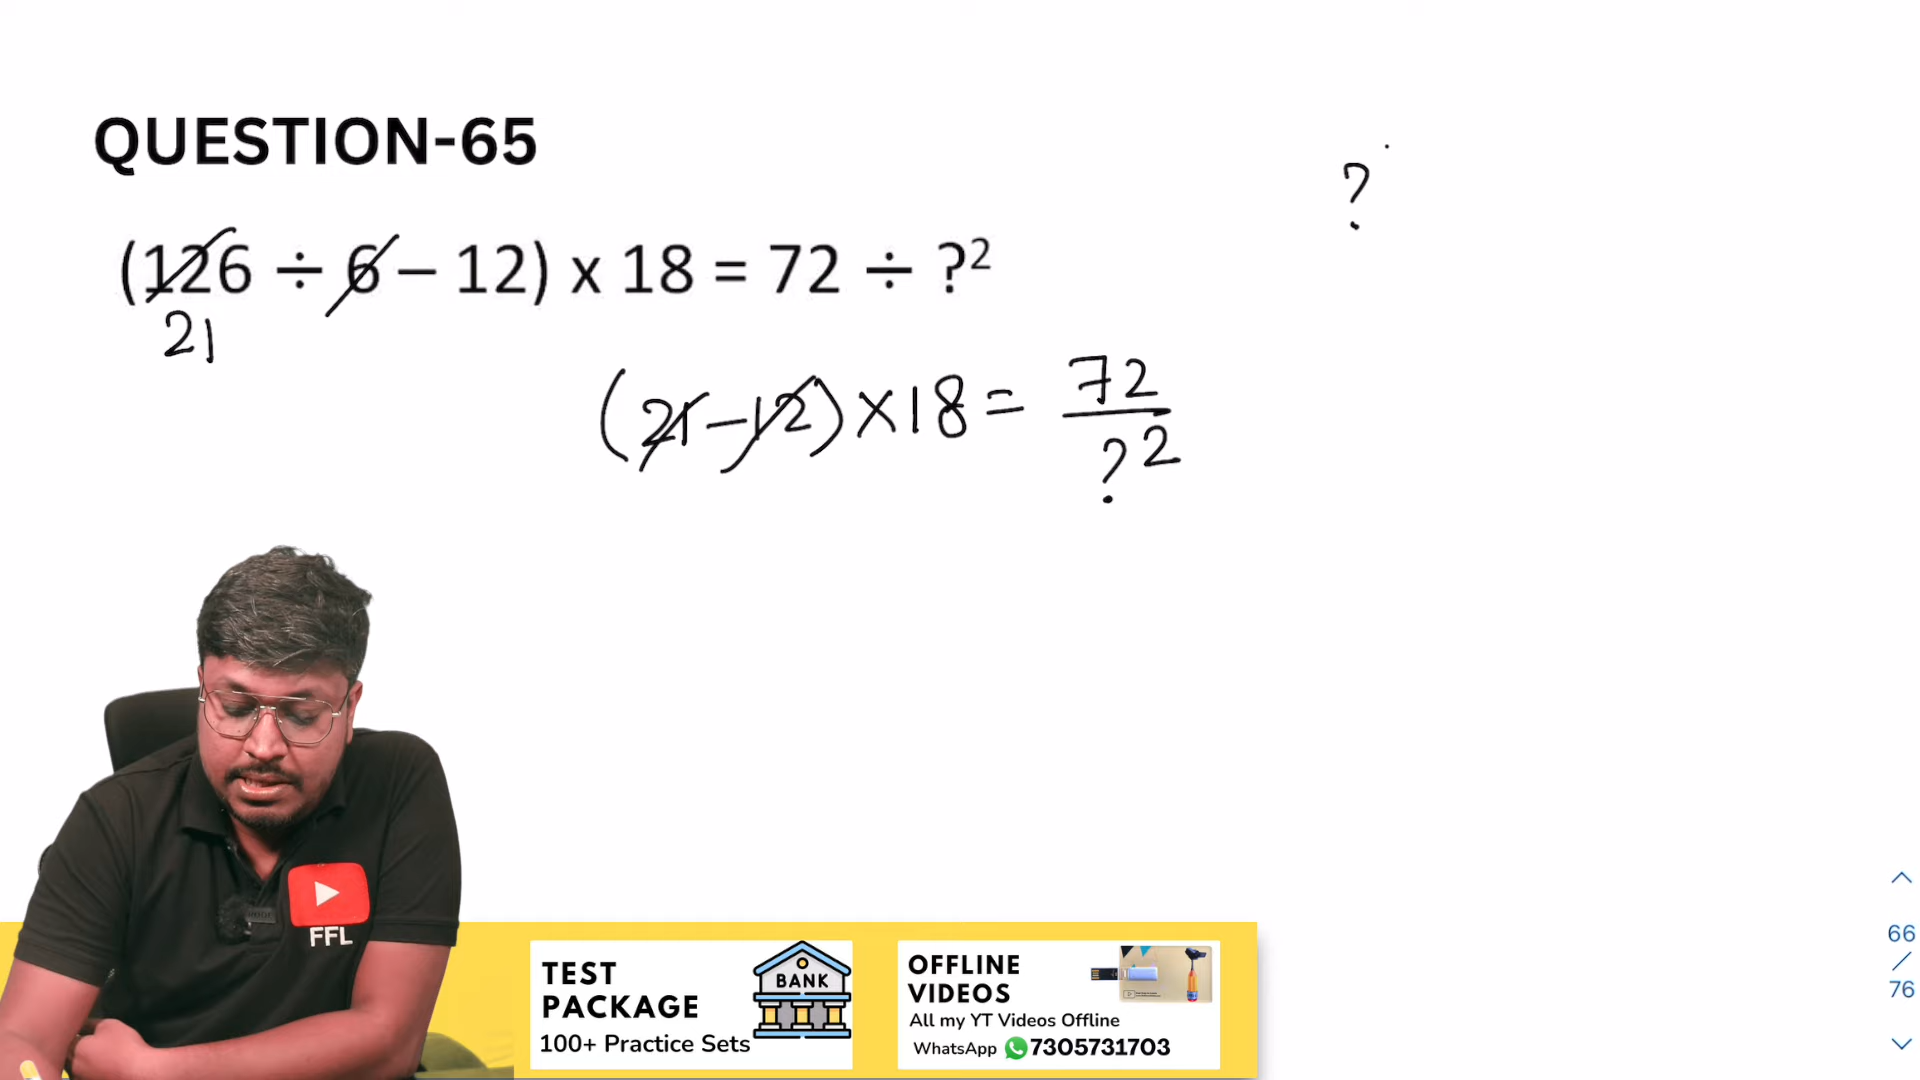 QUESTION-65
?
(126 ÷ 6 – 12) x 18 = 72 ÷ ?²
21
(21-12)×18= 72/?²
FFL
TEST
PACKAGE
100+ Practice Sets
BANK
OFFLINE
VIDEOS
All my YT Videos Offline
WhatsApp 7305731703
66
/
76